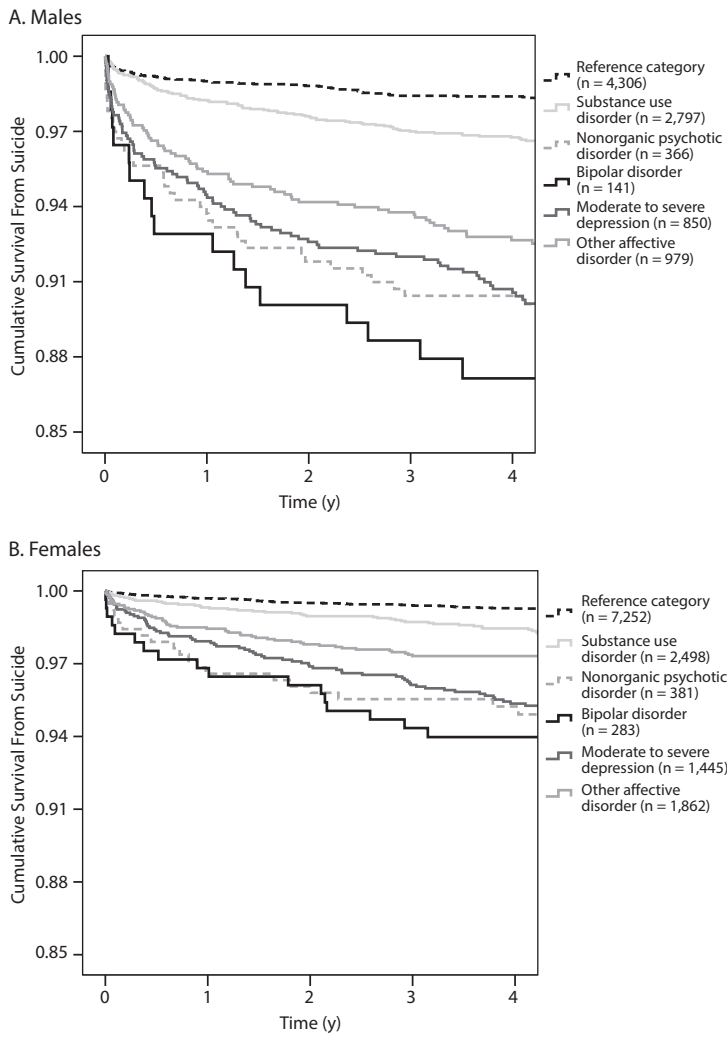 A. Males
Cumulative Survival From Suicide
1.00
0.97
0.94
0.91
0.88
0.85
0
1
2
3
4
Time (y)
Reference category
(n = 4,306)
Substance use
disorder (n = 2,797)
Nonorganic psychotic
disorder (n = 366)
Bipolar disorder
(n = 141)
Moderate to severe
depression (n = 850)
Other affective
disorder (n = 979)
B. Females
Cumulative Survival From Suicide
1.00
0.97
0.94
0.91
0.88
0.85
0
1
2
3
4
Time (y)
Reference category
(n = 7,252)
Substance use
disorder (n = 2,498)
Nonorganic psychotic
disorder (n = 381)
Bipolar disorder
(n = 283)
Moderate to severe
depression (n = 1,445)
Other affective
disorder (n = 1,862)